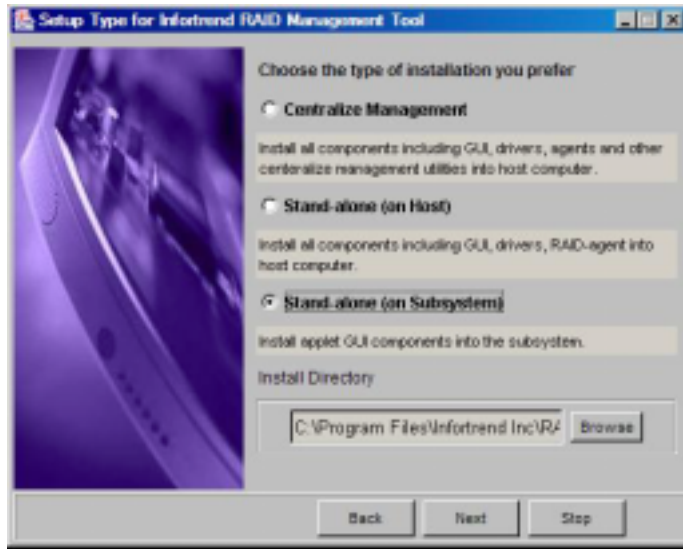 Setup Type for Infortrend RAID Management Tool
Choose the type of installation you prefer
Centralize Management
Install all components including GUI, drivers, agents and other
centeralize management utilities into host computer.
Stand-alone (on Host)
Install all components including GUI, drivers, RAID-agent into
host computer.
Stand-alone (on Subsystem)
Install applet GUI components into the subsystem.
Install Directory
C:\Program Files\Infortrend Inc\RA
Browse
Back
Next
Stop